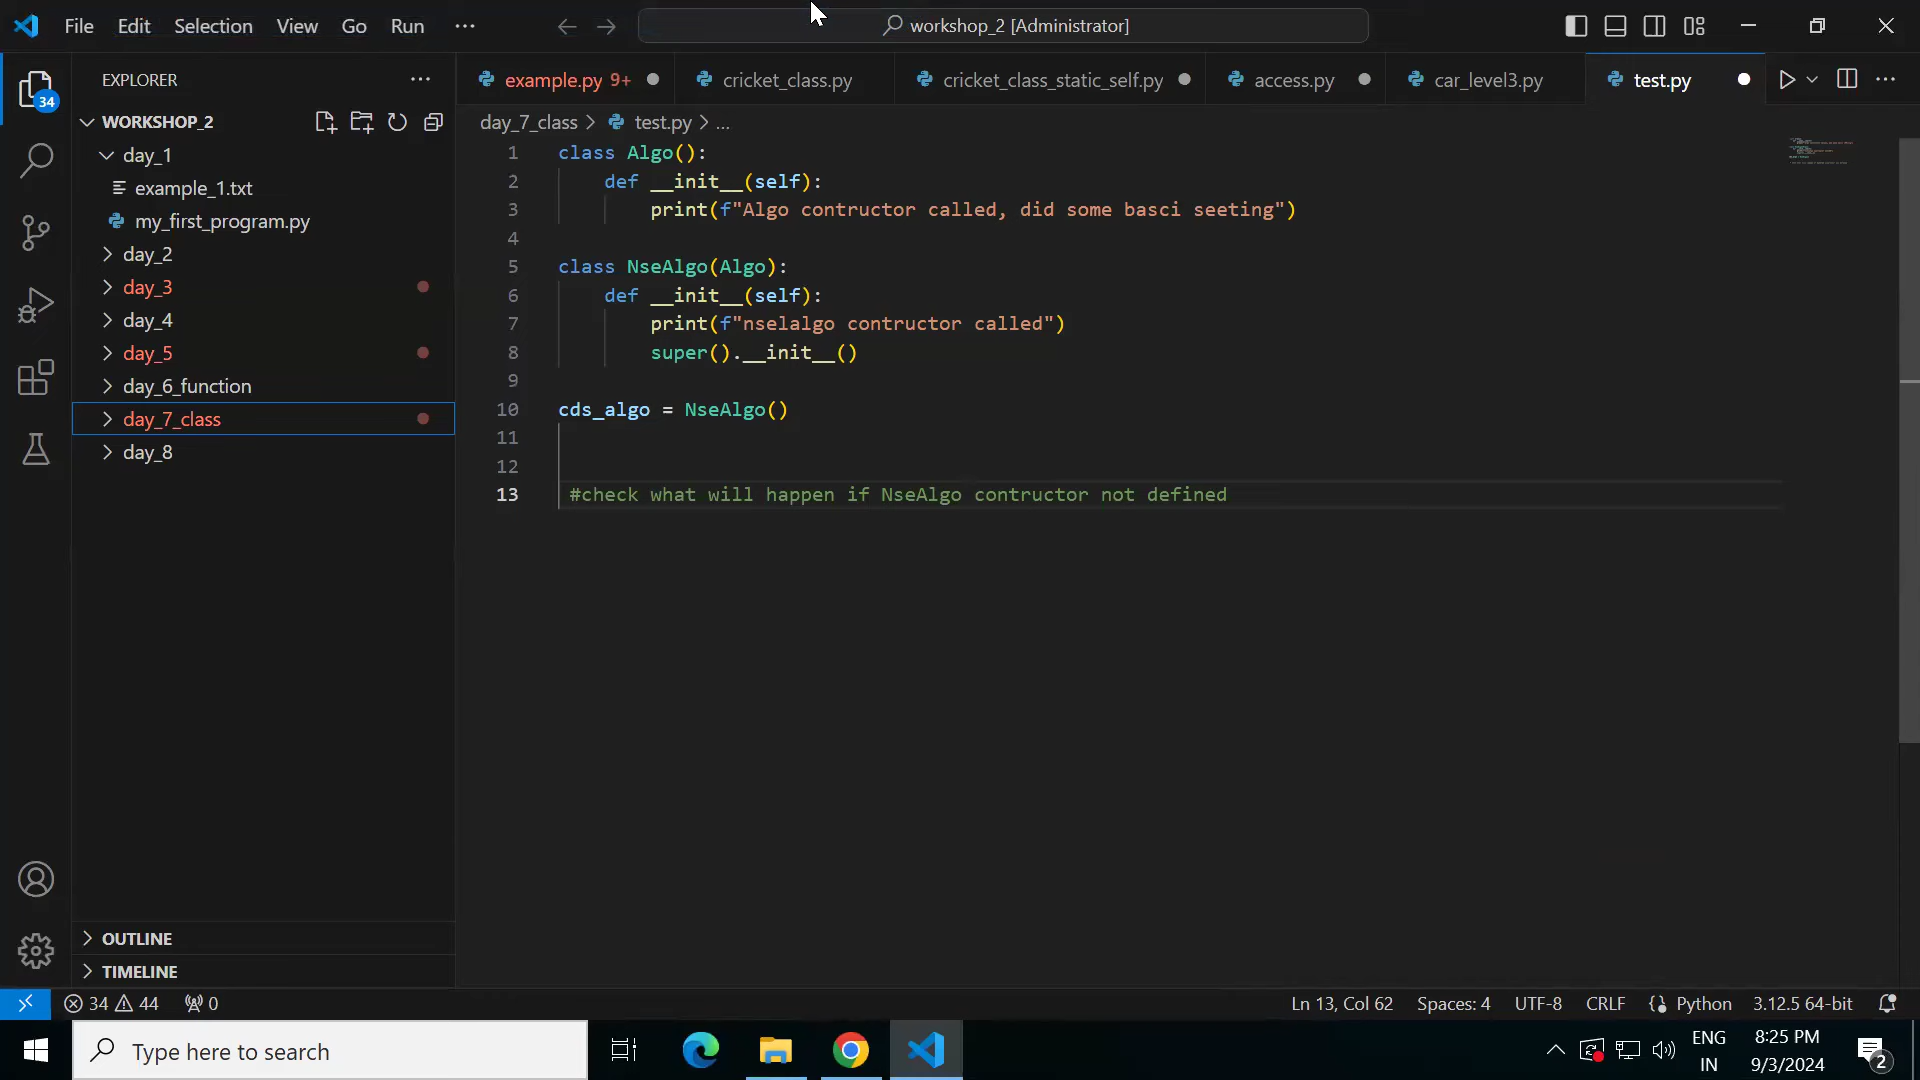 File Edit Selection View Go Run ···
workshop_2 [Administrator]
EXPLORER
WORKSHOP_2
day_1
example_1.txt
my_first_program.py
day_2
day_3
day_4
day_5
day_6_function
day_7_class
day_8
OUTLINE
TIMELINE
34
example.py 9+
cricket_class.py
cricket_class_static_self.py
access.py
car_level3.py
test.py
day_7_class > test.py > ...
1 class Algo():
2 def __init__(self):
3 print(f"Algo contructor called, did some basci seeting")
4
5 class NseAlgo(Algo):
6 def __init__(self):
7 print(f"nselalgo contructor called")
8 super().__init__()
9
10 cds_algo = NseAlgo()
11
12
13 #check what will happen if NseAlgo contructor not defined
34 44 0
Ln 13, Col 62 Spaces: 4 UTF-8 CRLF {} Python 3.12.5 64-bit
Type here to search
ENG
IN
8:25 PM
9/3/2024
2